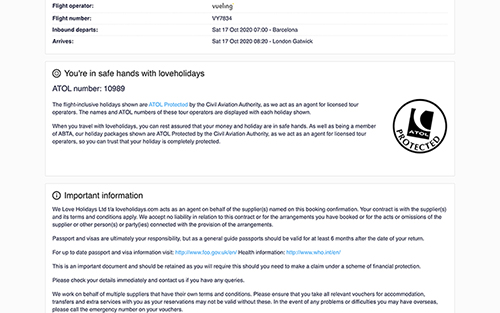 Flight operator: vueling
Flight number: VY7834
Inbound departs: Sat 17 Oct 2020 07:00 - Barcelona
Arrives: Sat 17 Oct 2020 08:20 - London Gatwick
You're in safe hands with loveholidays
ATOL number: 10989
The flight-inclusive holidays shown are ATOL Protected by the Civil Aviation Authority, as we act as an agent for licensed tour
operators. The names and ATOL numbers of these tour operators are displayed with each holiday shown.
When you travel with loveholidays, you can rest assured that your money and holiday are in safe hands. As well as being a
member of ABTA, our holiday packages shown are ATOL Protected by the Civil Aviation Authority, as we act as an agent for licensed tour
operators, so you can trust that your holiday is completely protected.
ATOL
PROTECTED
Important information
We Love Holidays Ltd t/a loveholidays.com acts as an agent on behalf of the supplier(s) named on this booking confirmation. Your contract is with the supplier(s)
and its terms and conditions apply. We accept no liability in relation to this contract or for the arrangements you have booked or for the acts or omissions of the
supplier or other person(s) or party(ies) connected with the provision of the arrangements.
Passport and visas are ultimately your responsibility, but as a general guide passports should be valid for at least 6 months after the date of your return.
For up to date passport and visa information visit: http://www.fco.gov.uk/en/ Health information: http://www.who.int/en/
This is an important document and should be retained as you will require this should you need to make a claim under a scheme of financial protection.
Please check your details immediately and contact us if you have any queries.
We work on behalf of multiple suppliers that have their own terms and conditions. Please ensure that you take all relevant vouchers for accommodation,
transfers and extra services with you as your reservations may not be valid without these. In the event of any problems or difficulties you may have overseas,
please call the emergency number on your vouchers.